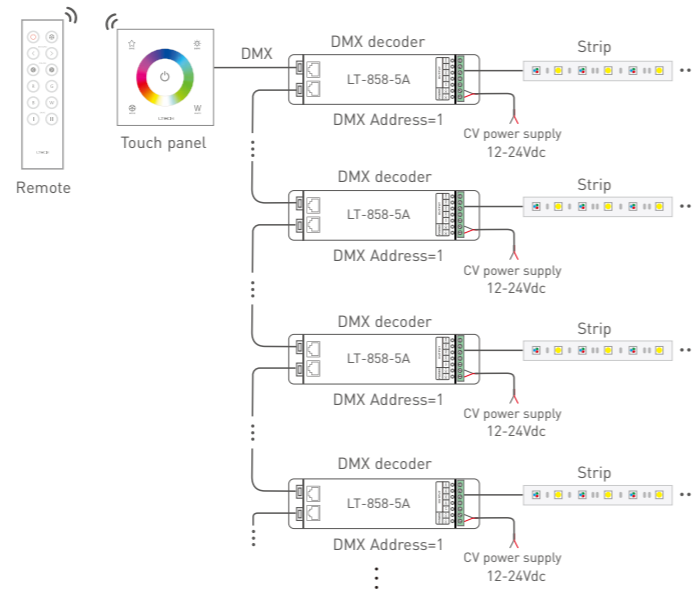 DMX decoder
Strip
DMX
LT-858-5A
W
LTECH
Touch panel
DMX Address=1
CV power supply
12-24Vdc
Remote
DMX decoder
Strip
LT-858-5A
DMX Address=1
CV power supply
12-24Vdc
DMX decoder
Strip
LT-858-5A
DMX Address=1
CV power supply
12-24Vdc
DMX decoder
Strip
LT-858-5A
DMX Address=1
CV power supply
12-24Vdc